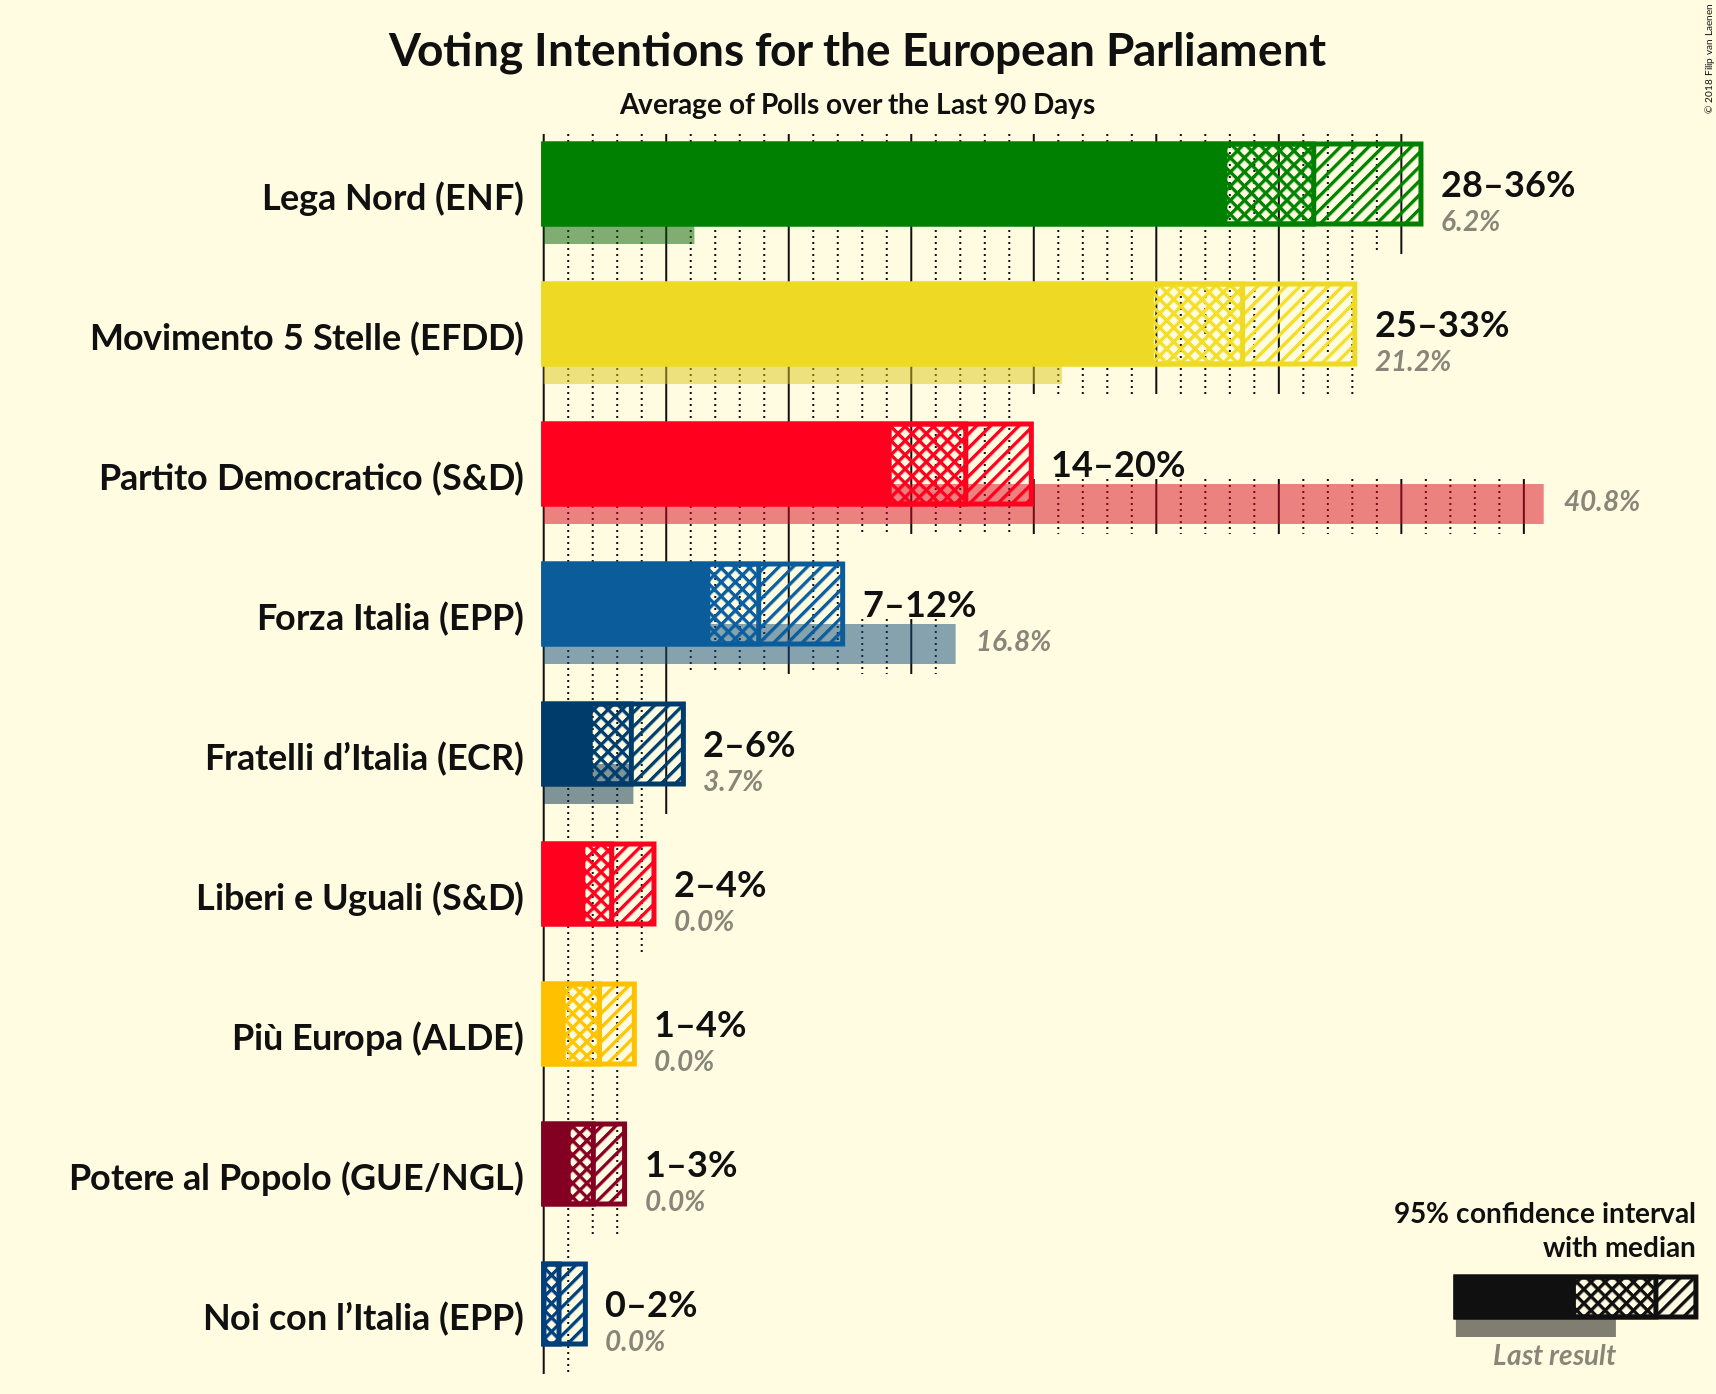 Voting Intentions for the European Parliament
Average of Polls over the Last 90 Days
© 2018 Filip van Laenen
Lega Nord (ENF)
28–36%
6.2%
Movimento 5 Stelle (EFDD)
25–33%
21.2%
Partito Democratico (S&D)
14–20%
40.8%
Forza Italia (EPP)
7–12%
16.8%
Fratelli d’Italia (ECR)
2–6%
3.7%
Liberi e Uguali (S&D)
2–4%
0.0%
Più Europa (ALDE)
1–4%
0.0%
Potere al Popolo (GUE/NGL)
1–3%
0.0%
Noi con l’Italia (EPP)
0–2%
0.0%
95% confidence interval
with median
Last result